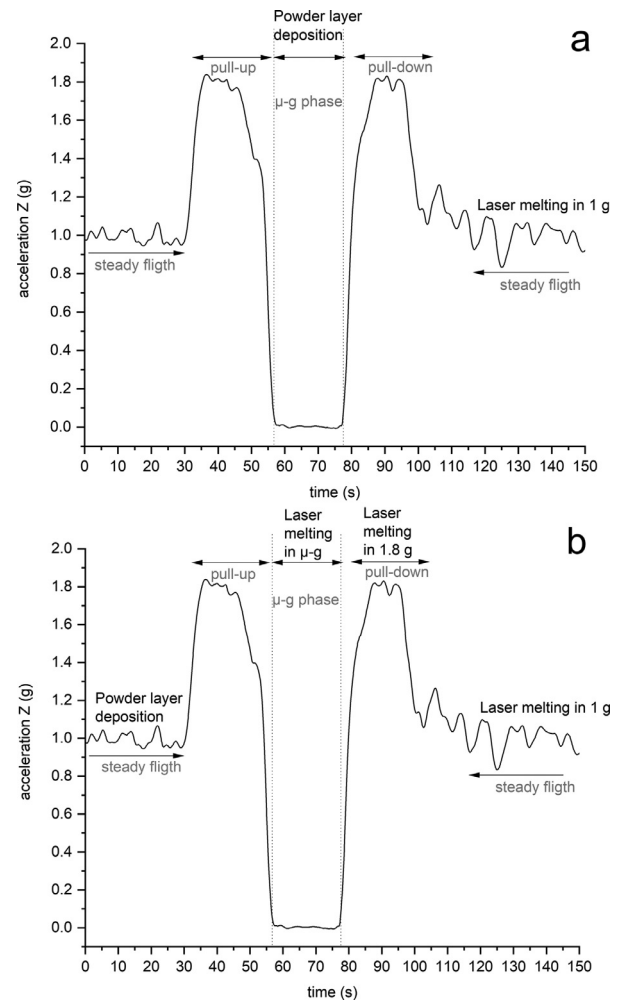 Powder layer
deposition
a
pull-up
pull-down
μ-g phase
Laser melting in 1 g
steady fligth
steady fligth
acceleration Z (g)
2.0
1.8
1.6
1.4
1.2
1.0
0.8
0.6
0.4
0.2
0.0
0 10 20 30 40 50 60 70 80 90 100 110 120 130 140 150
time (s)
Laser
melting
in μ-g
Laser
melting
in 1.8 g
b
pull-up
pull-down
μ-g phase
Powder layer
deposition
Laser melting in 1 g
steady fligth
steady fligth
acceleration Z (g)
2.0
1.8
1.6
1.4
1.2
1.0
0.8
0.6
0.4
0.2
0.0
0 10 20 30 40 50 60 70 80 90 100 110 120 130 140 150
time (s)